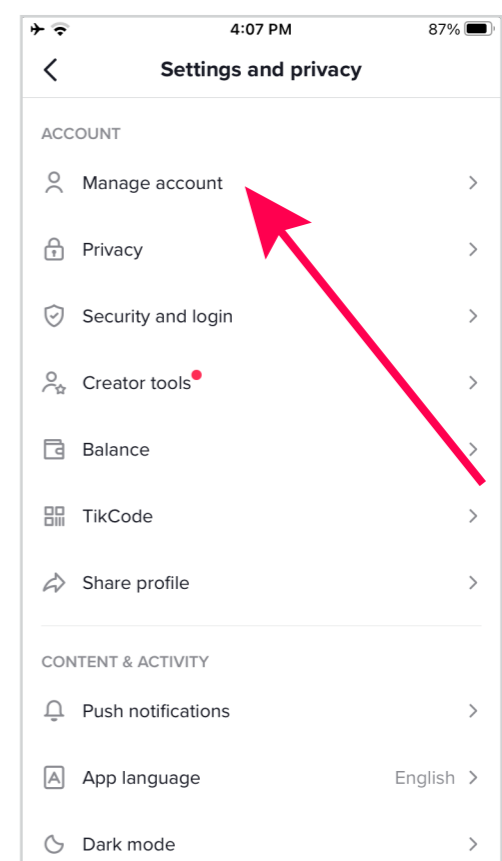 4:07 PM 87%
Settings and privacy
ACCOUNT
Manage account
Privacy
Security and login
Creator tools
Balance
TikCode
Share profile
CONTENT & ACTIVITY
Push notifications
A App language English
Dark mode